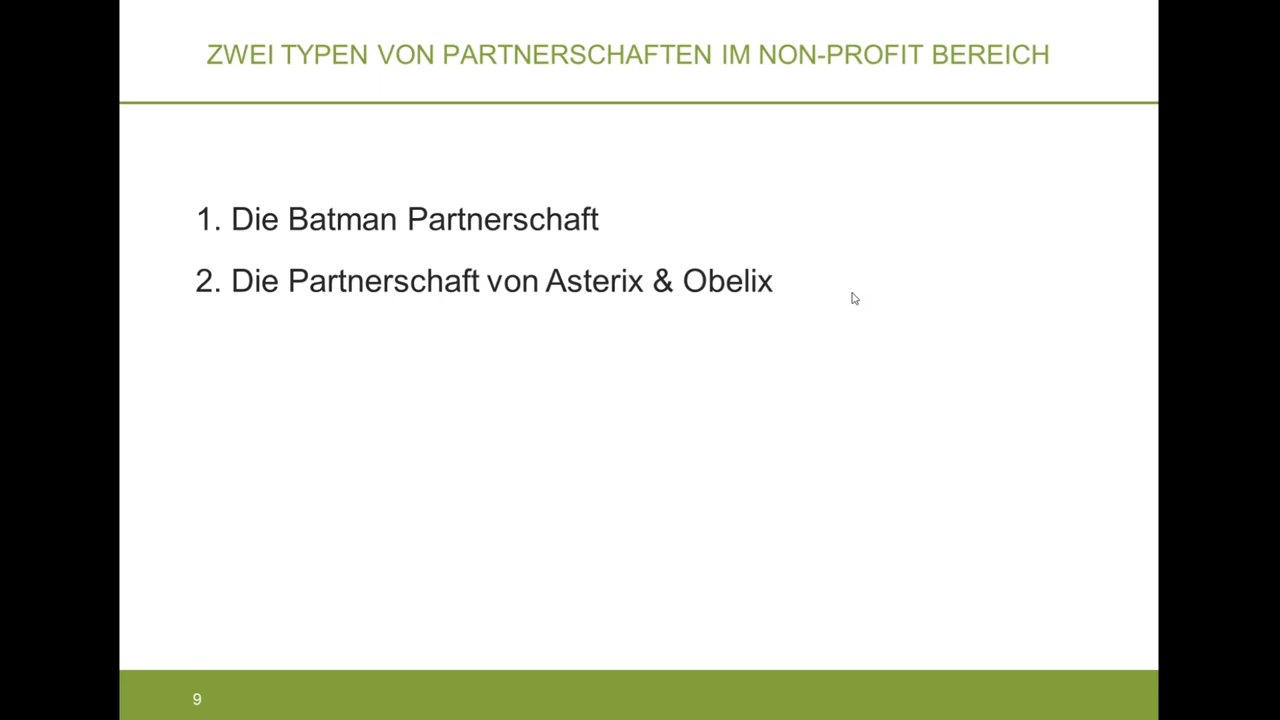 ZWEI TYPEN VON PARTNERSCHAFTEN IM NON-PROFIT BEREICH
1. Die Batman Partnerschaft
2. Die Partnerschaft von Asterix & Obelix
9